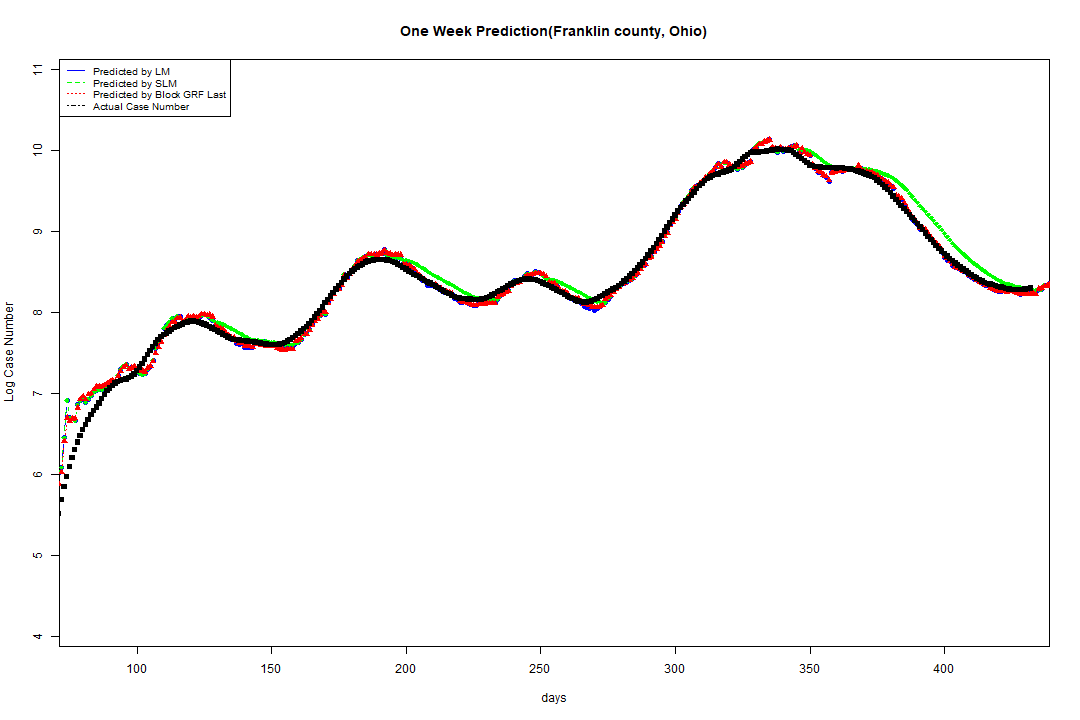 One Week Prediction(Franklin county, Ohio)
Predicted by LM
Predicted by SLM
Predicted by Block GRF Last
Actual Case Number
11
10
9
8
7
6
5
4
Log Case Number
100 150 200 250 300 350 400
days